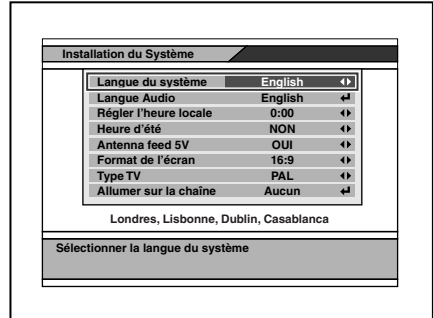 Installation du Système
Langue du système English
Langue Audio English
Régler l'heure locale 0:00
Heure d'été NON
Antenna feed 5V OUI
Format de l'écran 16:9
Type TV PAL
Allumer sur la chaîne Aucun
Londres, Lisbonne, Dublin, Casablanca
Sélectionner la langue du système